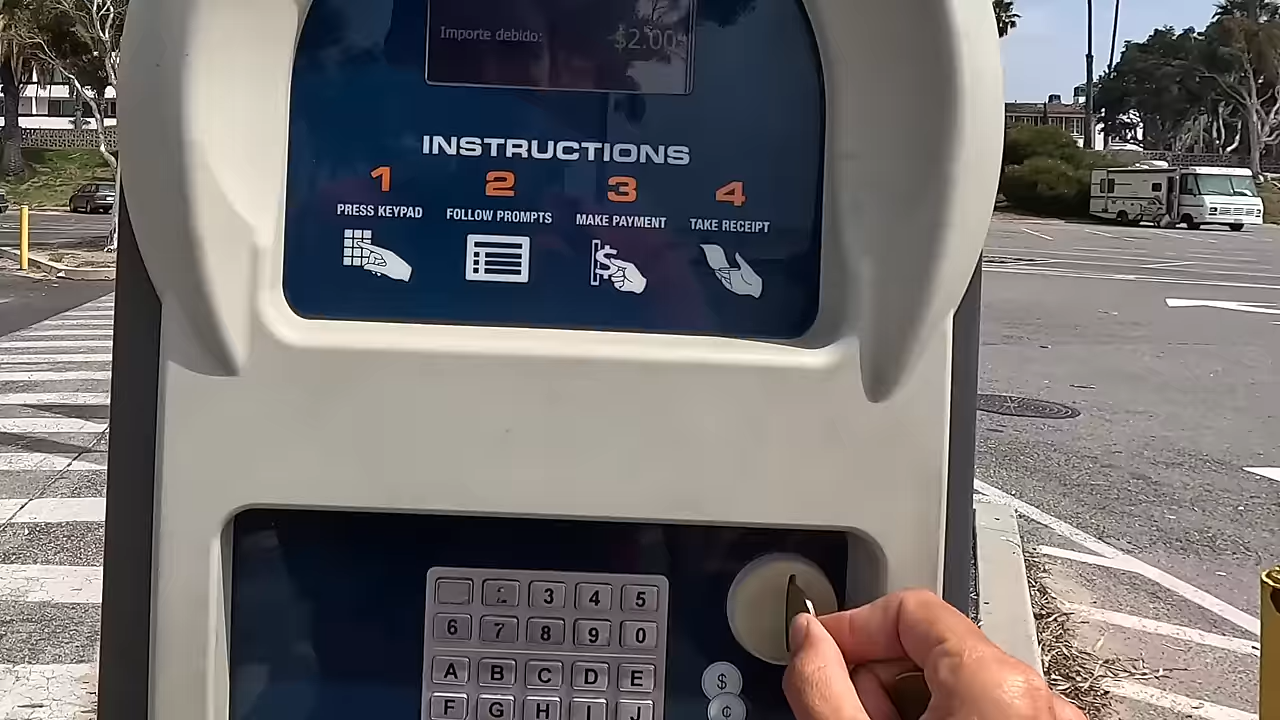 Importe debido: $2.00
INSTRUCTIONS
1 2 3 4
PRESS KEYPAD FOLLOW PROMPTS MAKE PAYMENT TAKE RECEIPT
$
3 4 5
6 7 8 9 0
A B C D E
$
F G H I J
¢